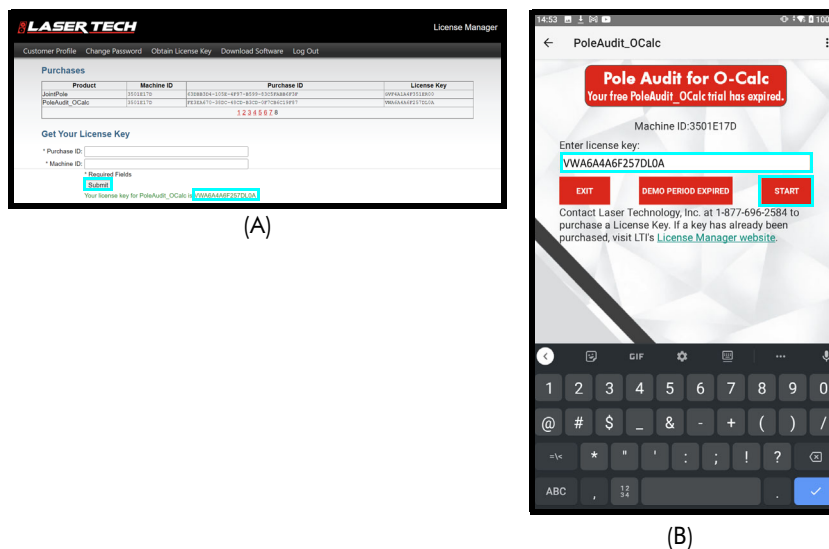 LASER TECH
License Manager
Customer Profile Change Password Obtain License Key Download Software Log Out
Purchases
Product Machine ID Purchase ID License Key
JointPole 3501E17D
PoleAudit_OCalc 3501E17D
1 2 3 4 5 6 7 8
Get Your License Key
* Purchase ID:
* Machine ID:
* Required Fields
Submit
Your license key for PoleAudit_OCalc is VWA6A4A6F257DL0A
(A)
14:53 100
PoleAudit_OCalc
Pole Audit for O-Calc
Your free PoleAudit_OCalc trial has expired.
Machine ID:3501E17D
Enter license key:
VWA6A4A6F257DL0A
EXIT DEMO PERIOD EXPIRED START
Contact Laser Technology, Inc. at 1-877-696-2584 to
purchase a License Key. If a key has already been
purchased, visit LTI's License Manager website.
GIF
1 2 3 4 5 6 7 8 9 0
@ # $ _ & - + ( ) /
=\< * " ' : ; ! ?
ABC , 12 34 .
(B)